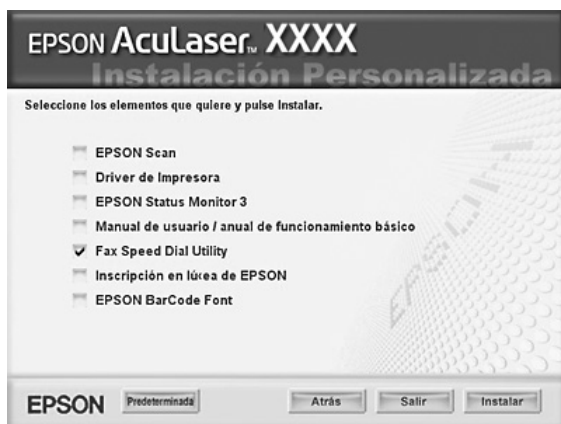 EPSON AcuLaser™ XXXX
Instalación Personalizada
Seleccione los elementos que quiere y pulse Instalar.
EPSON Scan
Driver de Impresora
EPSON Status Monitor 3
Manual de usuario / anual de funcionamiento básico
Fax Speed Dial Utility
Inscripción en lúea de EPSON
EPSON BarCode Font
EPSON
EPSON Predeterminada Atrás Salir Instalar